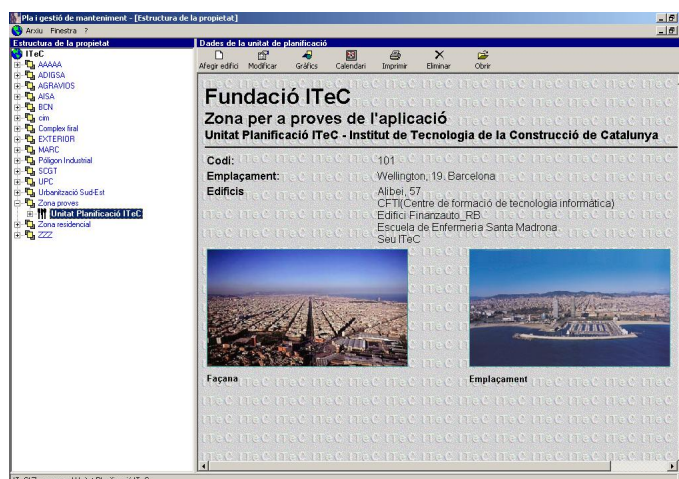 Pla i gestió de manteniment - [Estructura de la propietat]
Arxiu Finestra ?
Estructura de la propietat
ITeC
AAAAA
ADIGSA
AGRAVIOS
AISA
BCN
cim
Complex firal
EXTERIOR
MARC
Póligon Industrial
SCGT
UPC
Urbanització Sud-Est
Zona proves
Unitat Planificació ITeC
Zona residencial
ZZZ
Dades de la unitat de planificació
Afegir edifici Modificar Gràfics Calendari Imprimir Eliminar Obrir
Fundació ITeC
Zona per a proves de l'aplicació
Unitat Planificació ITeC - Institut de Tecnologia de la Construcció de Catalunya
Codi: 101
Emplaçament: Wellington, 19. Barcelona
Edificis Alibei, 57
CFTI(Centre de formació de tecnologia informàtica)
Edifici Finanzauto_RB
Escuela de Enfermeria Santa Madrona
Seu ITeC
Façana Emplaçament